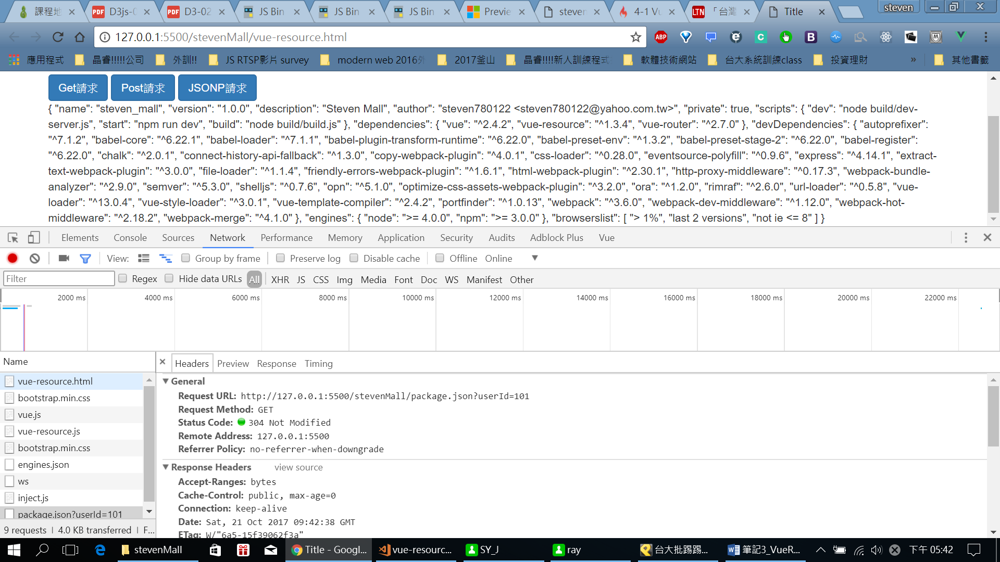 課程地
D3js-0
D3-02
JS Bin
JS Bin
JS Bin
Previe
steven
4-1 Vu
「台灣
Title
steven
127.0.0.1:5500/stevenMall/vue-resource.html
應用程式
晶睿!!!!!公司
外訓!!
JS RTSP影片 survey
modern web 2016外
2017釜山
晶睿!!!!新人訓練程式
軟體技術網站
台大系統訓練class
投資理財
»
其他書籤
Get請求 Post請求 JSONP請求
{ "name": "steven_mall", "version": "1.0.0", "description": "Steven Mall", "author": "steven780122 <steven780122@yahoo.com.tw>", "private": true, "scripts": { "dev": "node build/dev-
server.js", "start": "npm run dev", "build": "node build/build.js" }, "dependencies": { "vue": "^2.4.2", "vue-resource": "^1.3.4", "vue-router": "^2.7.0" }, "devDependencies": { "autoprefixer":
"^7.1.2", "babel-core": "^6.22.1", "babel-loader": "^7.1.1", "babel-plugin-transform-runtime": "^6.22.0", "babel-preset-env": "^1.3.2", "babel-preset-stage-2": "^6.22.0", "babel-register":
"^6.22.0", "chalk": "^2.0.1", "connect-history-api-fallback": "^1.3.0", "copy-webpack-plugin": "^4.0.1", "css-loader": "^0.28.0", "eventsource-polyfill": "^0.9.6", "express": "^4.14.1", "extract-
text-webpack-plugin": "^3.0.0", "file-loader": "^1.1.4", "friendly-errors-webpack-plugin": "^1.6.1", "html-webpack-plugin": "^2.30.1", "http-proxy-middleware": "^0.17.3", "webpack-bundle-
analyzer": "^2.9.0", "semver": "^5.3.0", "shelljs": "^0.7.6", "opn": "^5.1.0", "optimize-css-assets-webpack-plugin": "^3.2.0", "ora": "^1.2.0", "rimraf": "^2.6.0", "url-loader": "^0.5.8", "vue-
loader": "^13.0.4", "vue-style-loader": "^3.0.1", "vue-template-compiler": "^2.4.2", "portfinder": "^1.0.13", "webpack": "^3.6.0", "webpack-dev-middleware": "^1.12.0", "webpack-hot-
middleware": "^2.18.2", "webpack-merge": "^4.1.0" }, "engines": { "node": ">= 4.0.0", "npm": ">= 3.0.0" }, "browserslist": [ "> 1%", "last 2 versions", "not ie <= 8" ] }
Elements Console Sources Network Performance Memory Application Security Audits Adblock Plus Vue
View: Group by frame Preserve log Disable cache Offline Online
Filter Regex Hide data URLs All XHR JS CSS Img Media Font Doc WS Manifest Other
2000 ms 4000 ms 6000 ms 8000 ms 10000 ms 12000 ms 14000 ms 16000 ms 18000 ms 20000 ms 22000 ms
Name
vue-resource.html
bootstrap.min.css
vue.js
vue-resource.js
bootstrap.min.css
engines.json
ws
inject.js
package.json?userId=101
9 requests | 4.0 KB transferred | F...
Headers Preview Response Timing
General
Request URL: http://127.0.0.1:5500/stevenMall/package.json?userId=101
Request Method: GET
Status Code: 304 Not Modified
Remote Address: 127.0.0.1:5500
Referrer Policy: no-referrer-when-downgrade
Response Headers view source
Accept-Ranges: bytes
Cache-Control: public, max-age=0
Connection: keep-alive
Date: Sat, 21 Oct 2017 09:42:38 GMT
ETag: W/"6a5-15f39062f3a"
stevenMall
Title - Googl...
vue-resourc...
SY_J
ray
台大批踢踢...
筆記3_VueR...
下午 05:42